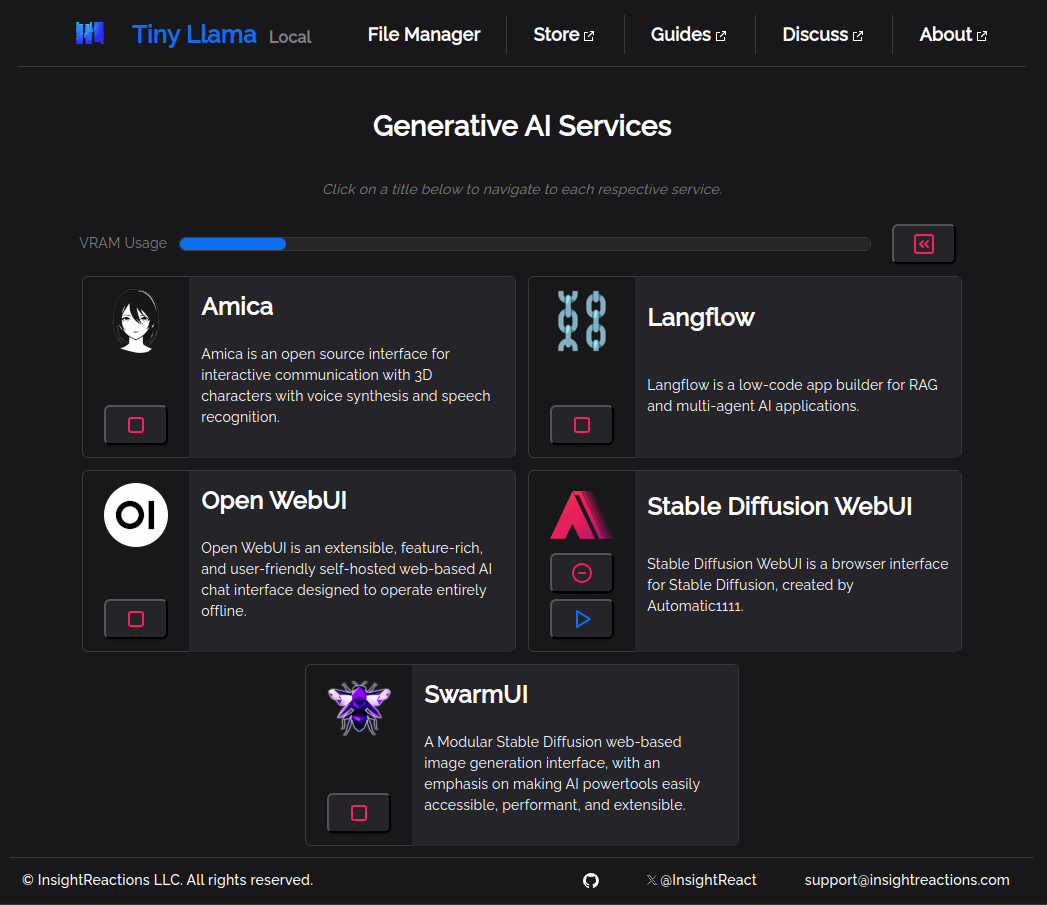 Tiny Llama Local File Manager Store Guides Discuss About
Generative AI Services
Click on a title below to navigate to each respective service.
VRAM Usage
Amica
Amica is an open source interface for
interactive communication with 3D
characters with voice synthesis and speech
recognition.
Langflow
Langflow is a low-code app builder for RAG
and multi-agent AI applications.
OI
Open WebUI
Open WebUI is an extensible, feature-rich,
and user-friendly self-hosted web-based AI
chat interface designed to operate entirely
offline.
Stable Diffusion WebUI
Stable Diffusion WebUI is a browser interface
for Stable Diffusion, created by
Automatic1111.
SwarmUI
A Modular Stable Diffusion web-based
image generation interface, with an
emphasis on making AI powertools easily
accessible, performant, and extensible.
© InsightReactions LLC. All rights reserved. 𝕏 @InsightReact support@insightreactions.com